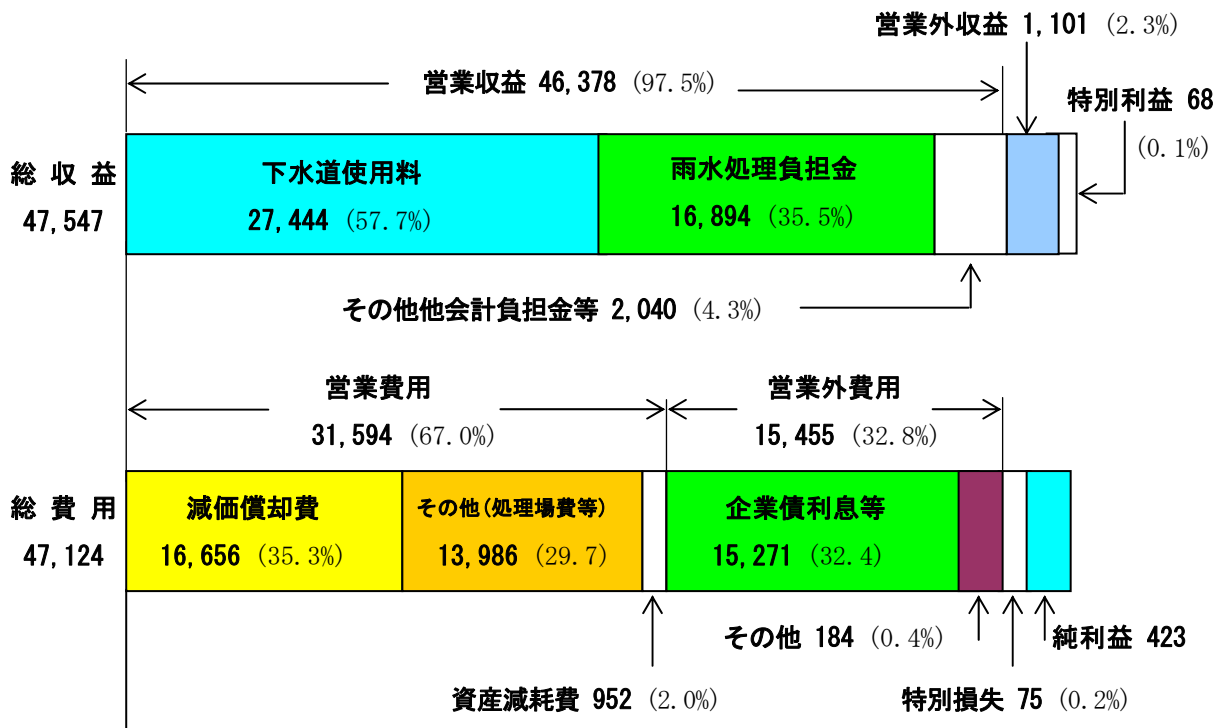 営業外収益 1,101 (2.3%)
営業収益 46,378 (97.5%)
特別利益 68
(0.1%)
総収益
47,547
下水道使用料
27,444 (57.7%)
雨水処理負担金
16,894 (35.5%)
その他他会計負担金等 2,040 (4.3%)
営業費用
31,594 (67.0%)
営業外費用
15,455 (32.8%)
総費用
47,124
減価償却費
16,656 (35.3%)
その他(処理場費等)
13,986 (29.7)
企業債利息等
15,271 (32.4)
その他 184 (0.4%)
純利益 423
資産減耗費 952 (2.0%)
特別損失 75 (0.2%)